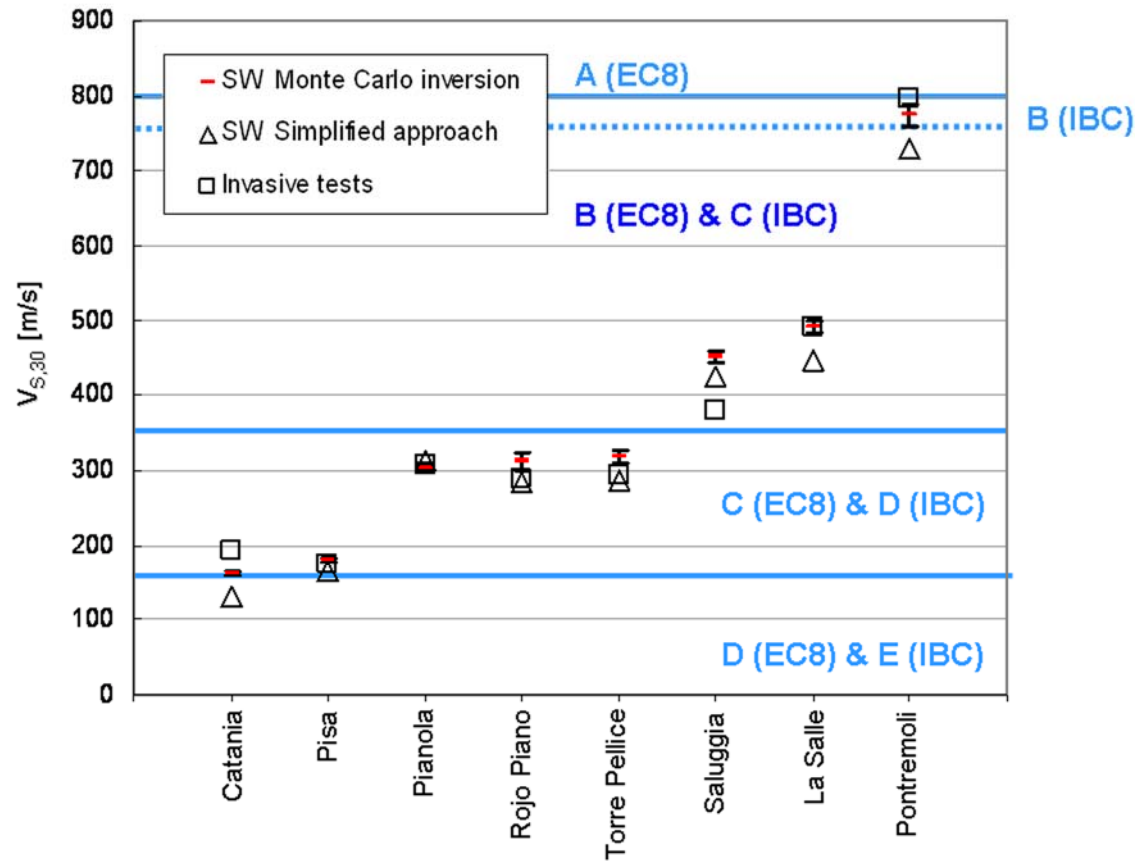 900
800
700
600
500
400
300
200
100
0
V_S,30 [m/s]
SW Monte Carlo inversion
SW Simplified approach
Invasive tests
A (EC8)
B (IBC)
B (EC8) & C (IBC)
C (EC8) & D (IBC)
D (EC8) & E (IBC)
Catania
Pisa
Pianola
Rojo Piano
Torre Pellice
Saluggia
La Salle
Pontremoli